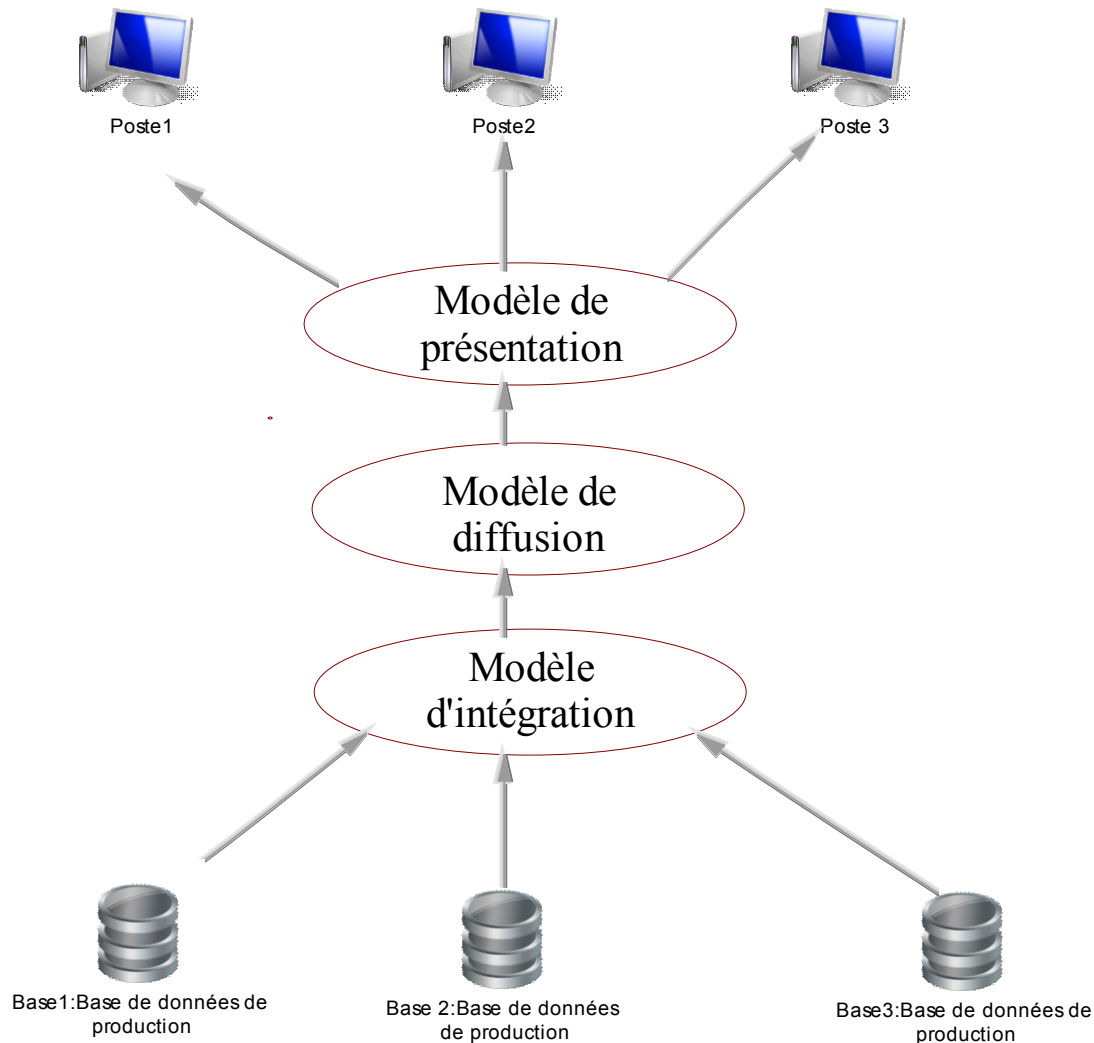 Poste1
Poste2
Poste 3
Modèle de
présentation
Modèle de
diffusion
Modèle
d'intégration
Base1:Base de données de
production
Base 2:Base de données
de production
Base3:Base de données de
production